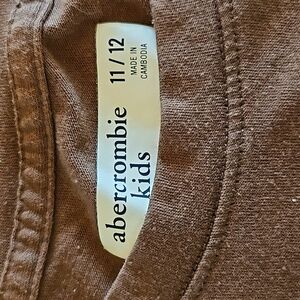 abercrombie
kids
11 / 12
MADE IN
CAMBODIA